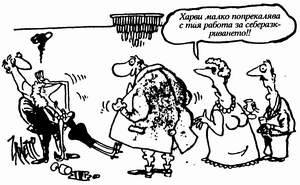 Харви малко попрекалява
с тия работа за себеразк-
риването!!